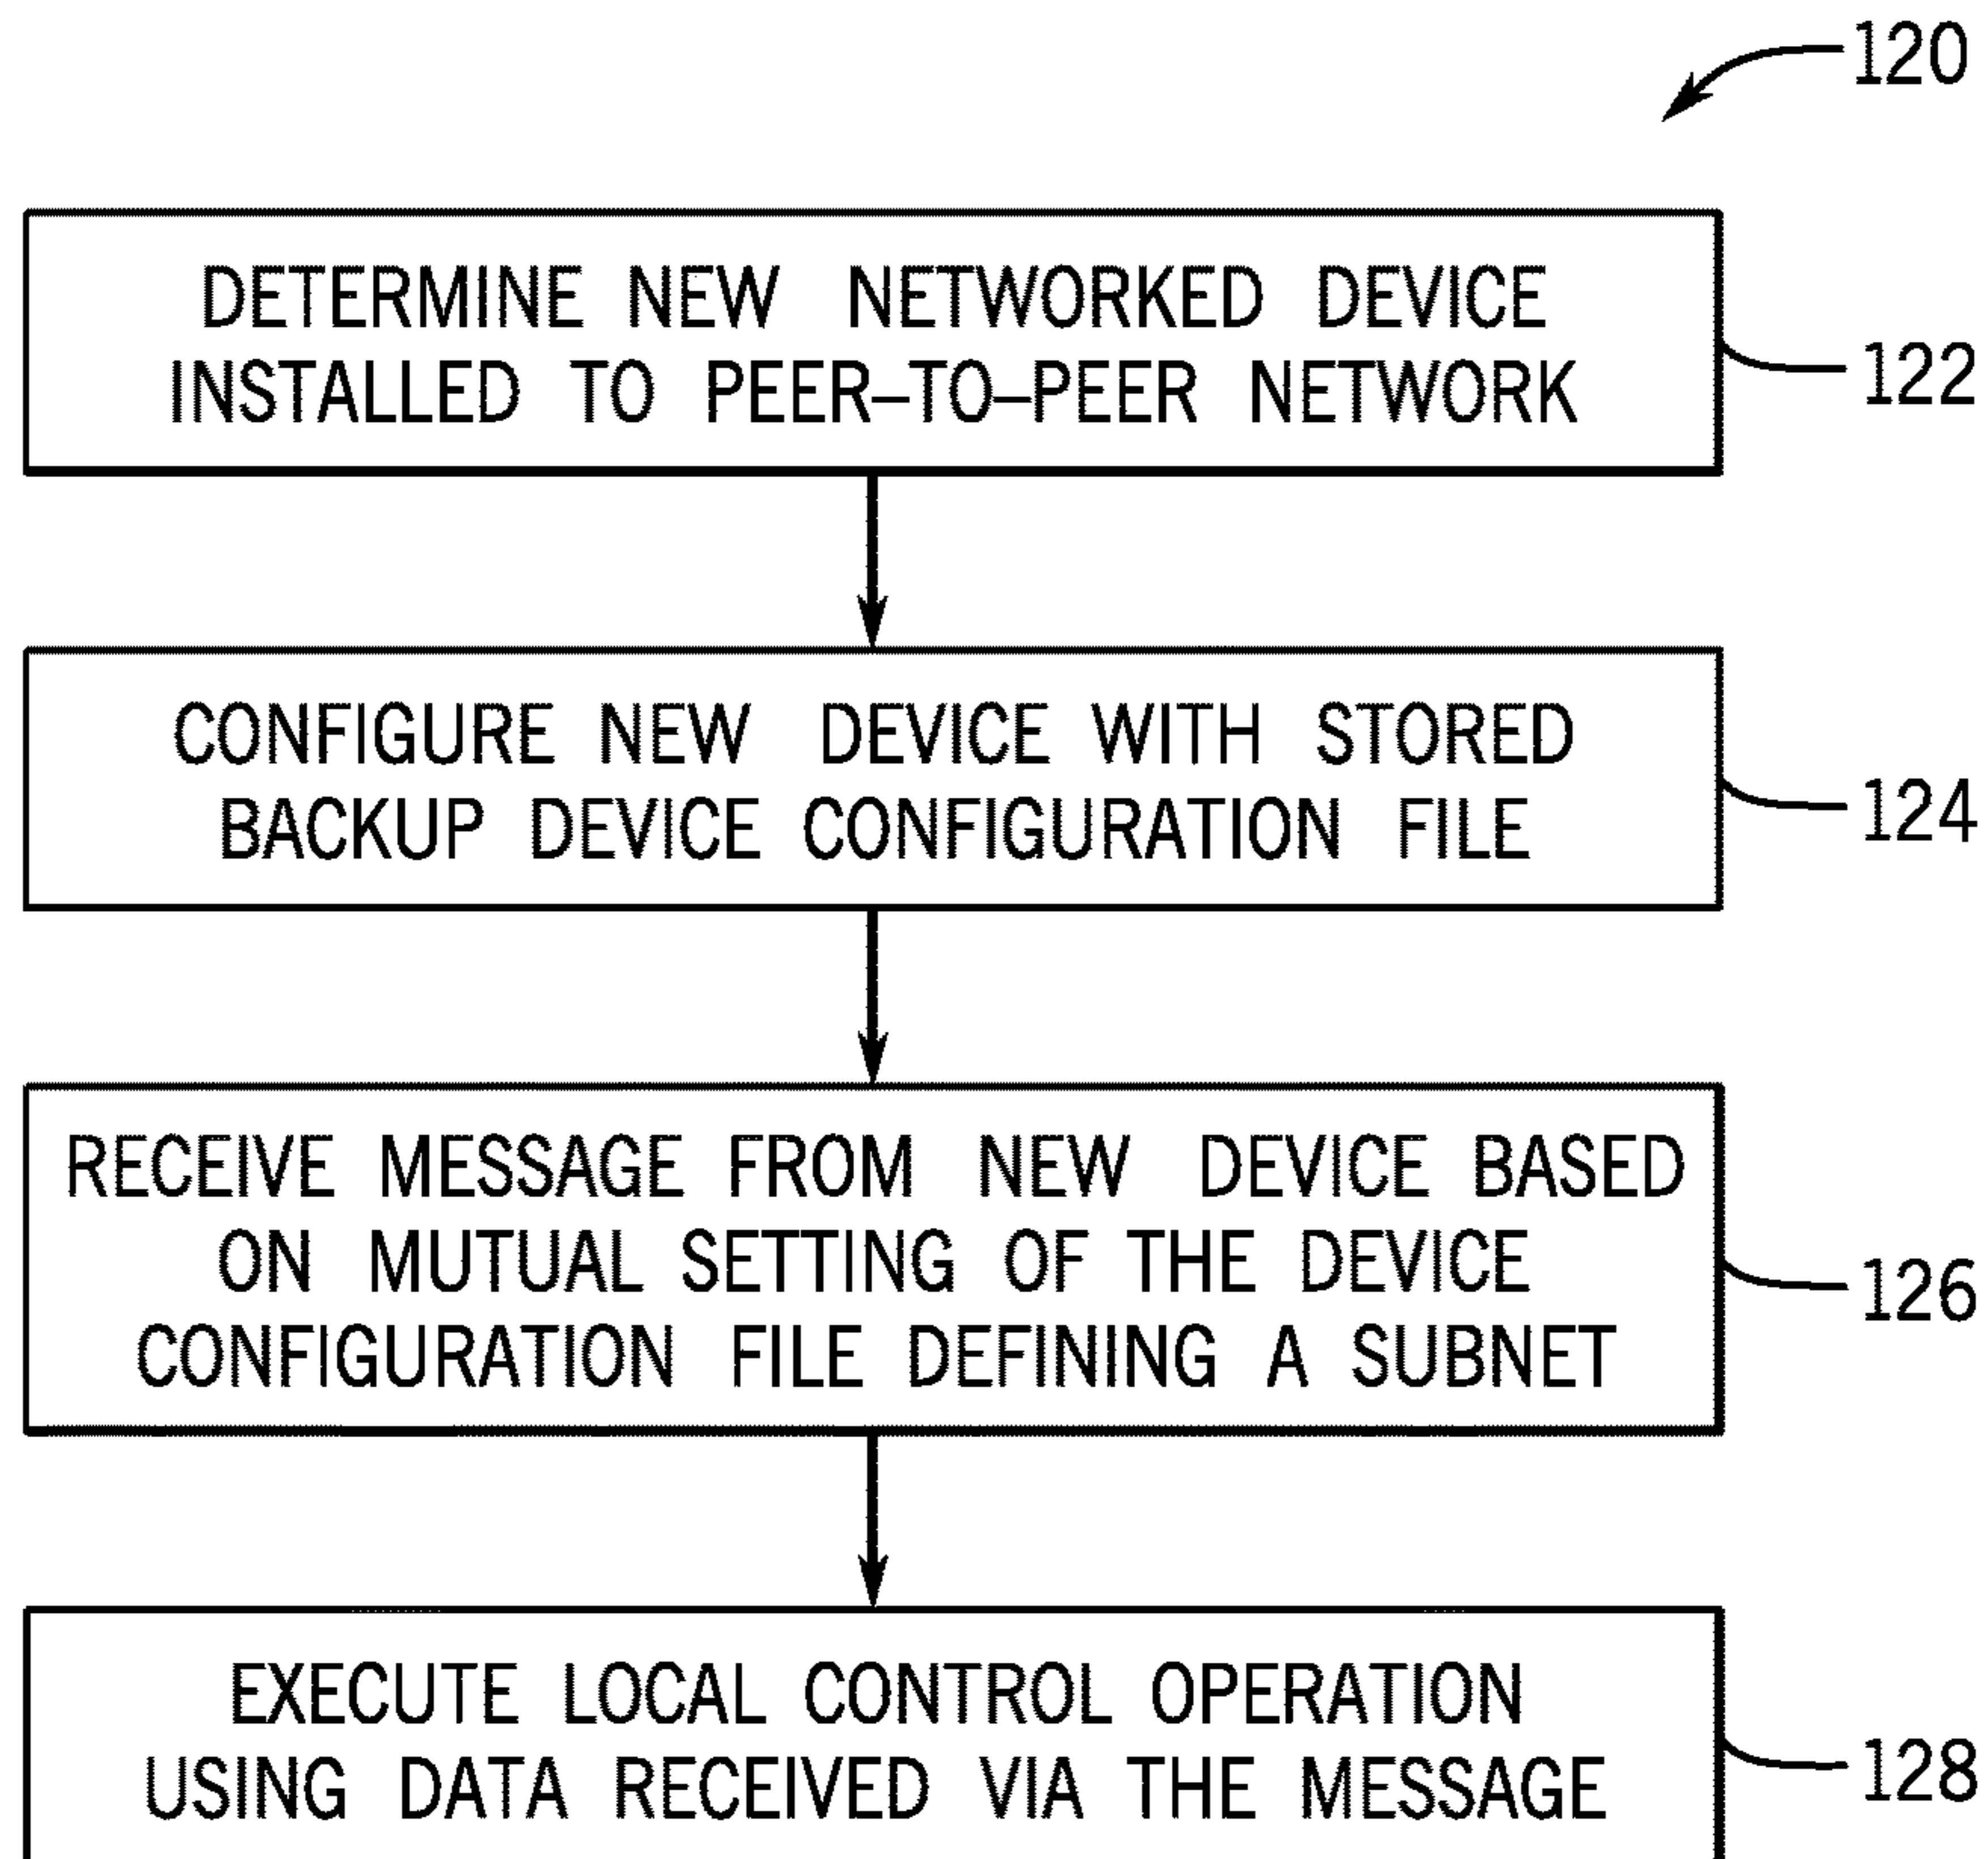 120
DETERMINE NEW NETWORKED DEVICE
INSTALLED TO PEER–TO–PEER NETWORK
122
CONFIGURE NEW DEVICE WITH STORED
BACKUP DEVICE CONFIGURATION FILE
124
RECEIVE MESSAGE FROM NEW DEVICE BASED
ON MUTUAL SETTING OF THE DEVICE
CONFIGURATION FILE DEFINING A SUBNET
126
EXECUTE LOCAL CONTROL OPERATION
USING DATA RECEIVED VIA THE MESSAGE
128